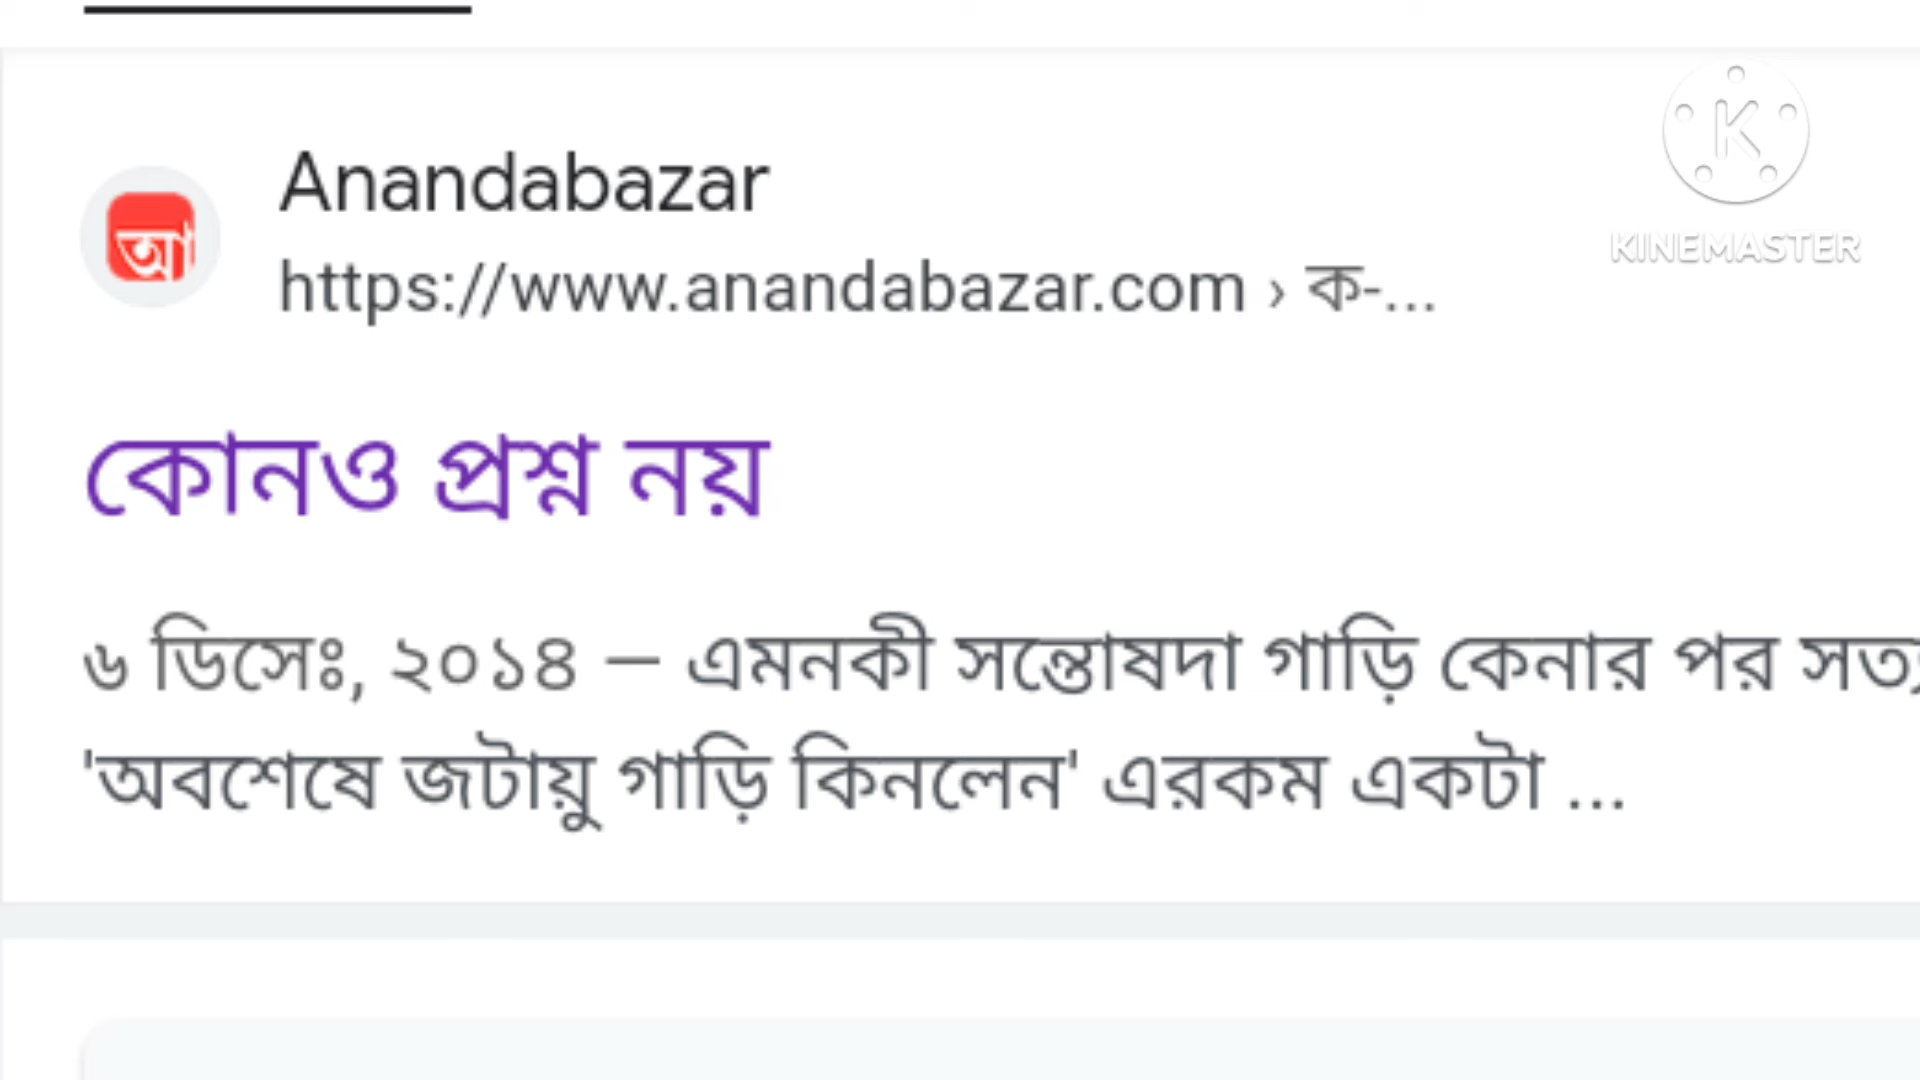 Anandabazar
আ
https://www.anandabazar.com › ক-...
KINEMASTER
কোনও প্রশ্ন নয়
৬ ডিসেঃ, ২০১৪ — এমনকী সন্তোষদা গাড়ি কেনার পর
'অবশেষে জটায়ু গাড়ি কিনলেন' এরকম একটা ...